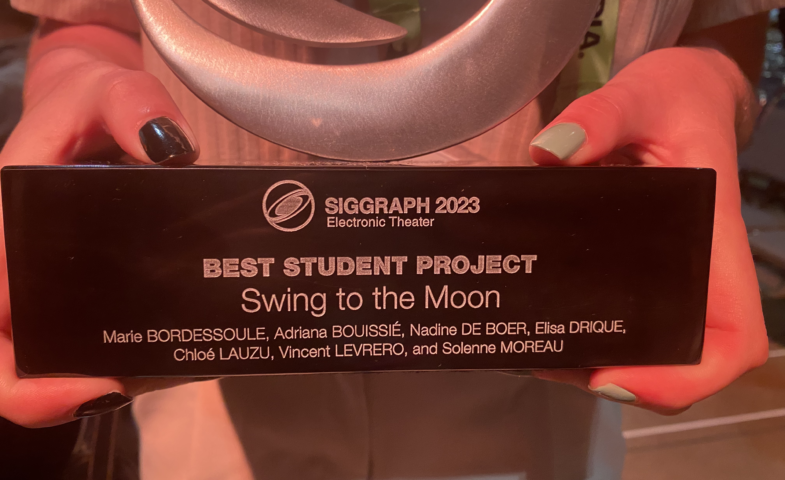 SIGGRAPH 2023
Electronic Theater
BEST STUDENT PROJECT
Swing to the Moon
Marie BORDESSOULE, Adriana BOUISSIÉ, Nadine DE BOER, Elisa DRIQUE,
Chloé LAUZU, Vincent LEVRERO, and Solenne MOREAU